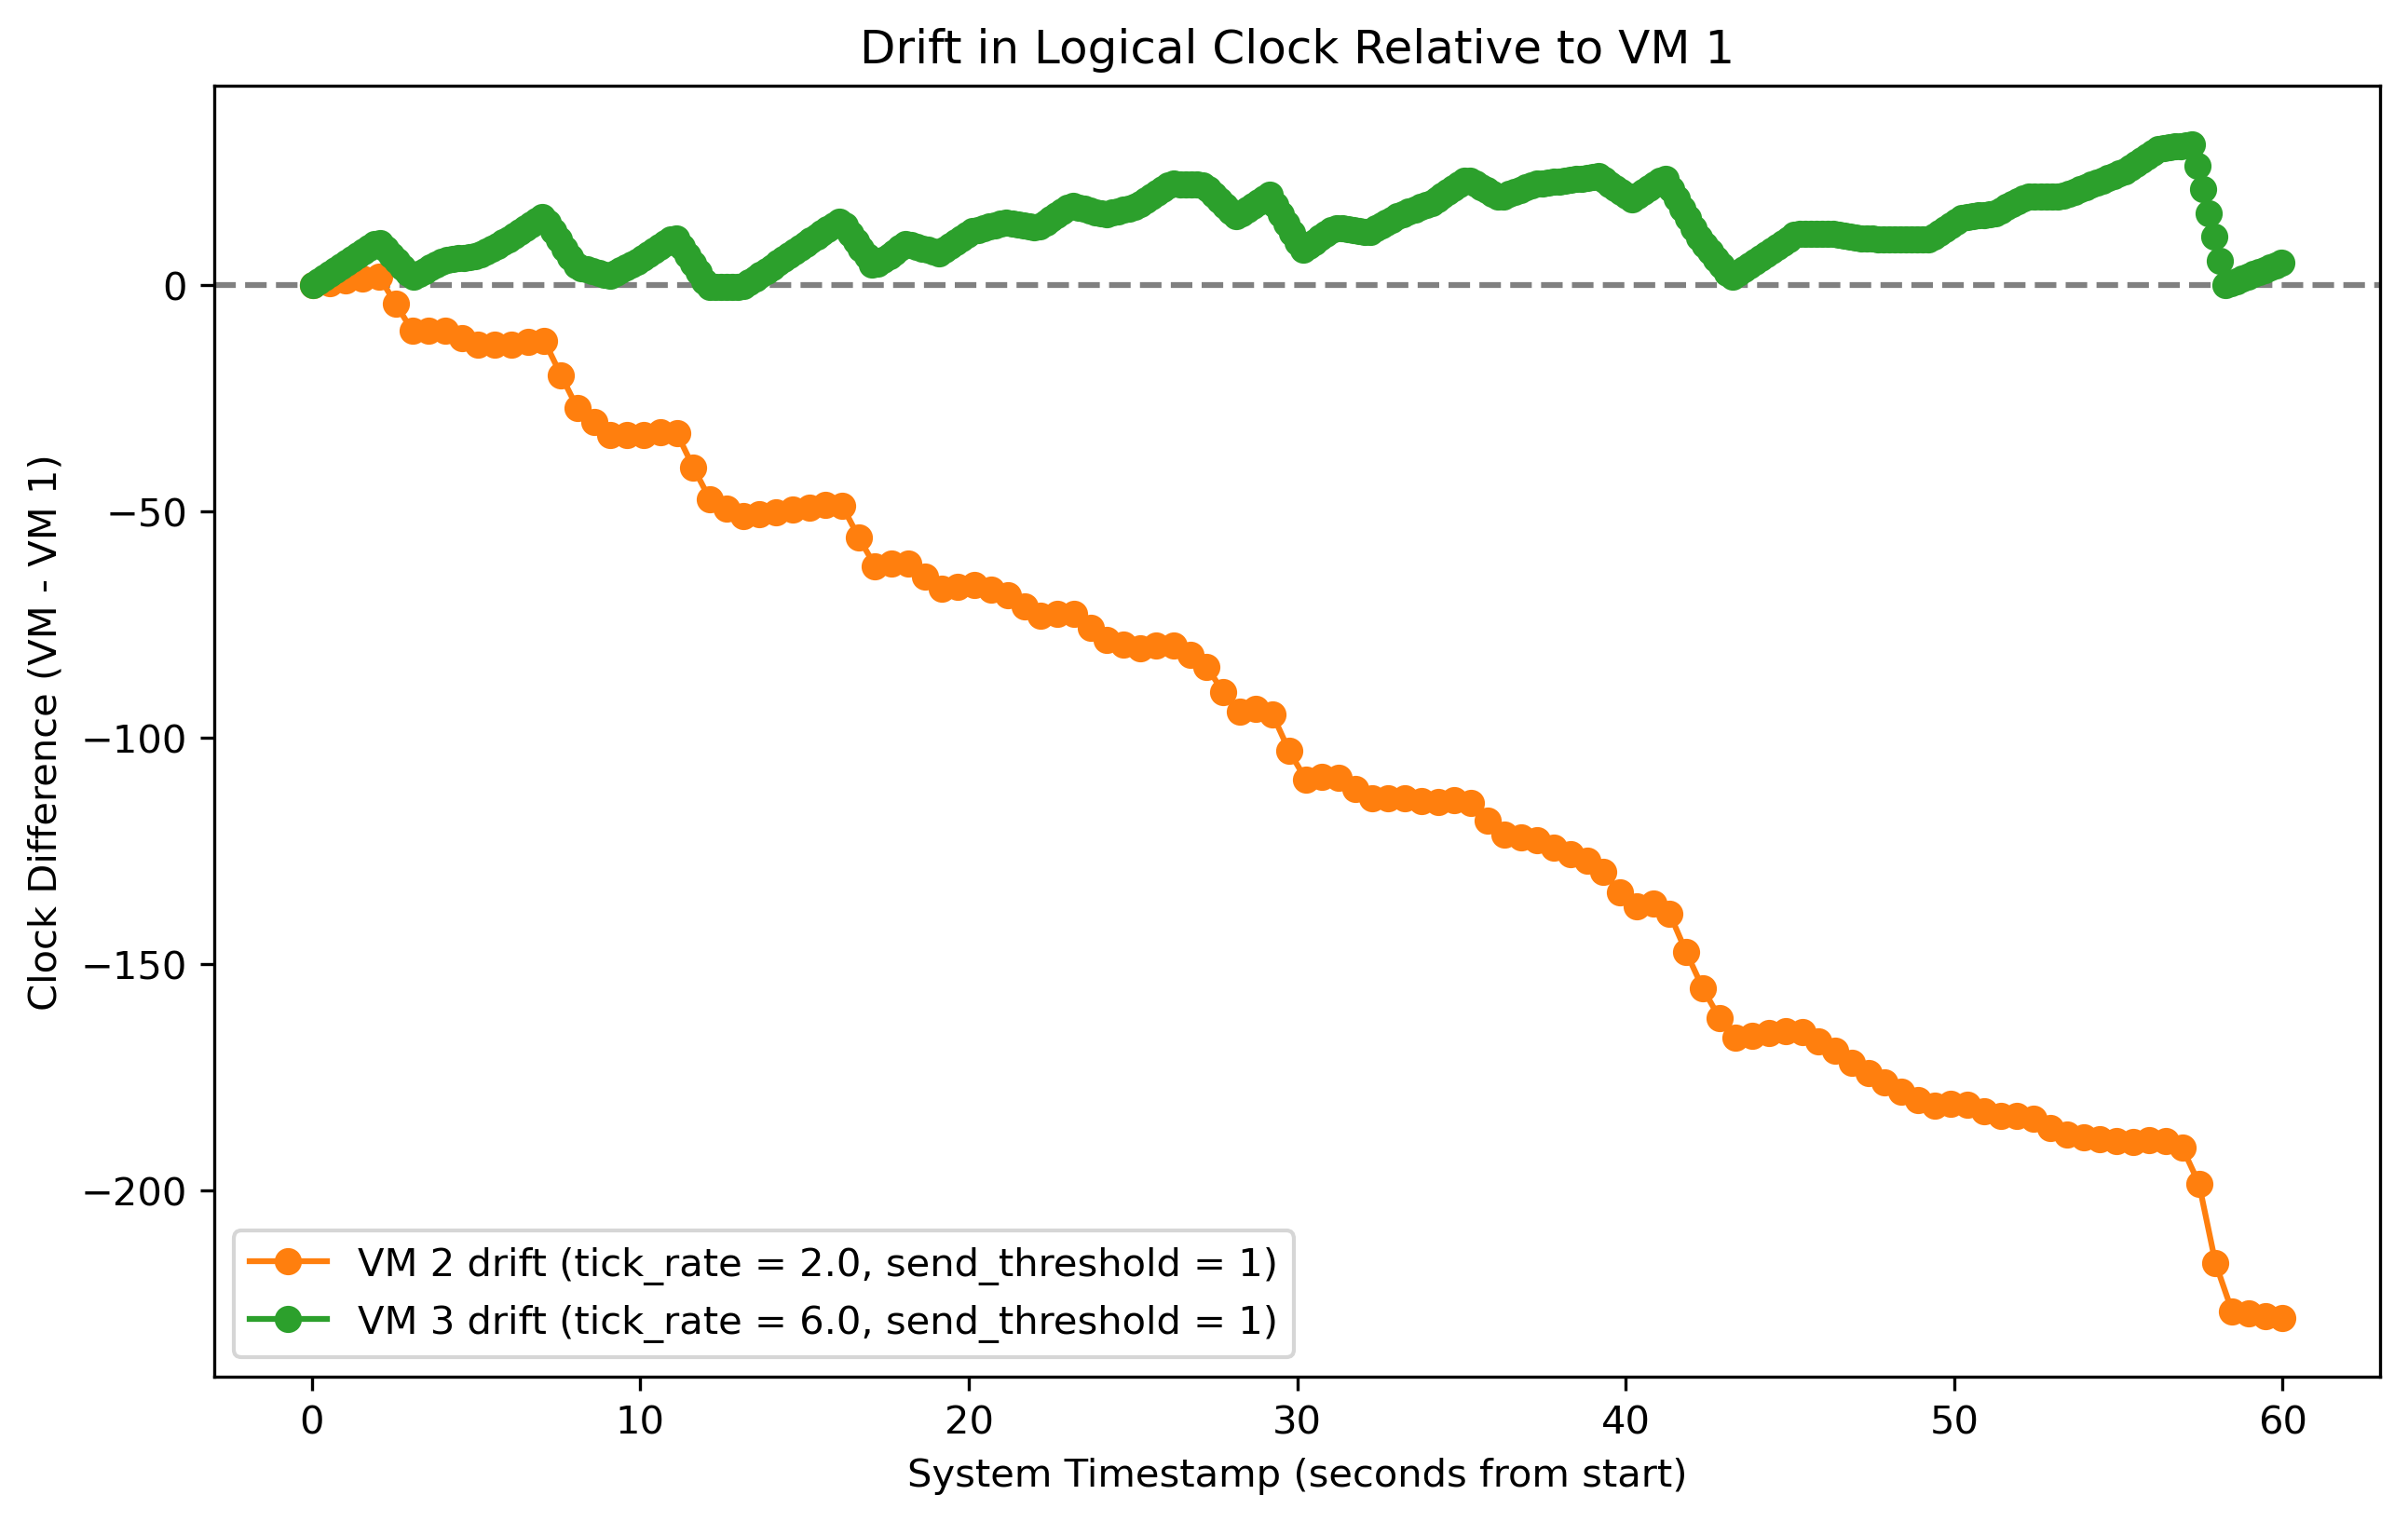 Drift in Logical Clock Relative to VM 1
Clock Difference (VM - VM 1)
0
−50
−100
−150
−200
VM 2 drift (tick_rate = 2.0, send_threshold = 1)
VM 3 drift (tick_rate = 6.0, send_threshold = 1)
0 10 20 30 40 50 60
System Timestamp (seconds from start)